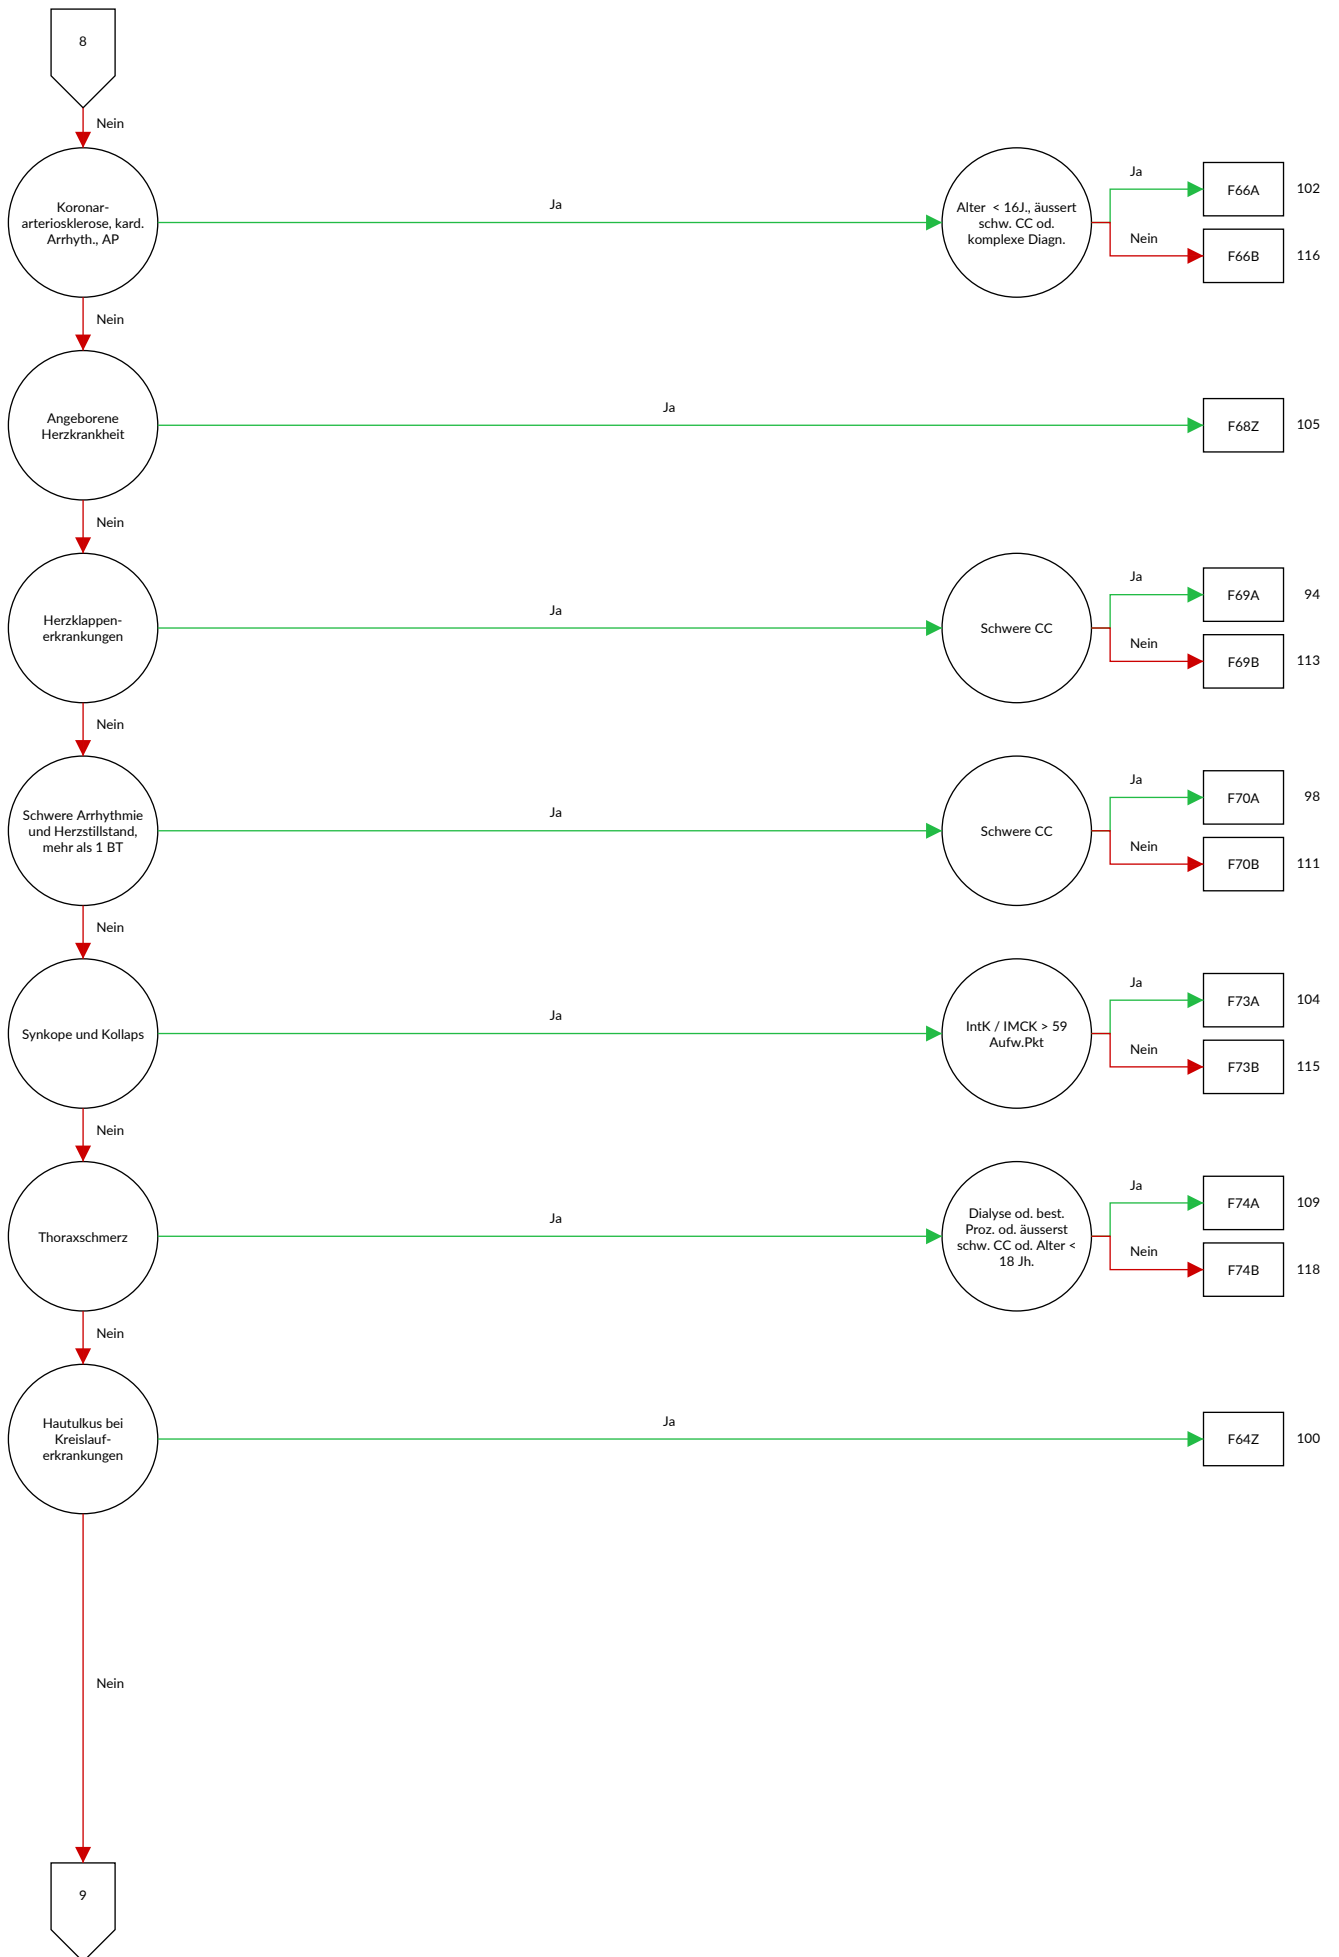 8
Nein
Koronar-
arteriosklerose, kard.
Arrhyth., AP
Ja
Alter < 16J., äussert
schw. CC od.
komplexe Diagn.
Ja
F66A
102
Nein
F66B
116
Nein
Angeborene
Herzkrankheit
Ja
F68Z
105
Nein
Herzklappen-
erkrankungen
Ja
Schwere CC
Ja
F69A
94
Nein
F69B
113
Nein
Schwere Arrhythmie
und Herzstillstand,
mehr als 1 BT
Ja
Schwere CC
Ja
F70A
98
Nein
F70B
111
Nein
Synkope und Kollaps
Ja
IntK / IMCK > 59
Aufw.Pkt
Ja
F73A
104
Nein
F73B
115
Nein
Thoraxschmerz
Ja
Dialyse od. best.
Proz. od. äusserst
schw. CC od. Alter <
18 Jh.
Ja
F74A
109
Nein
F74B
118
Nein
Hautulkus bei
Kreislauf-
erkrankungen
Ja
F64Z
100
Nein
9